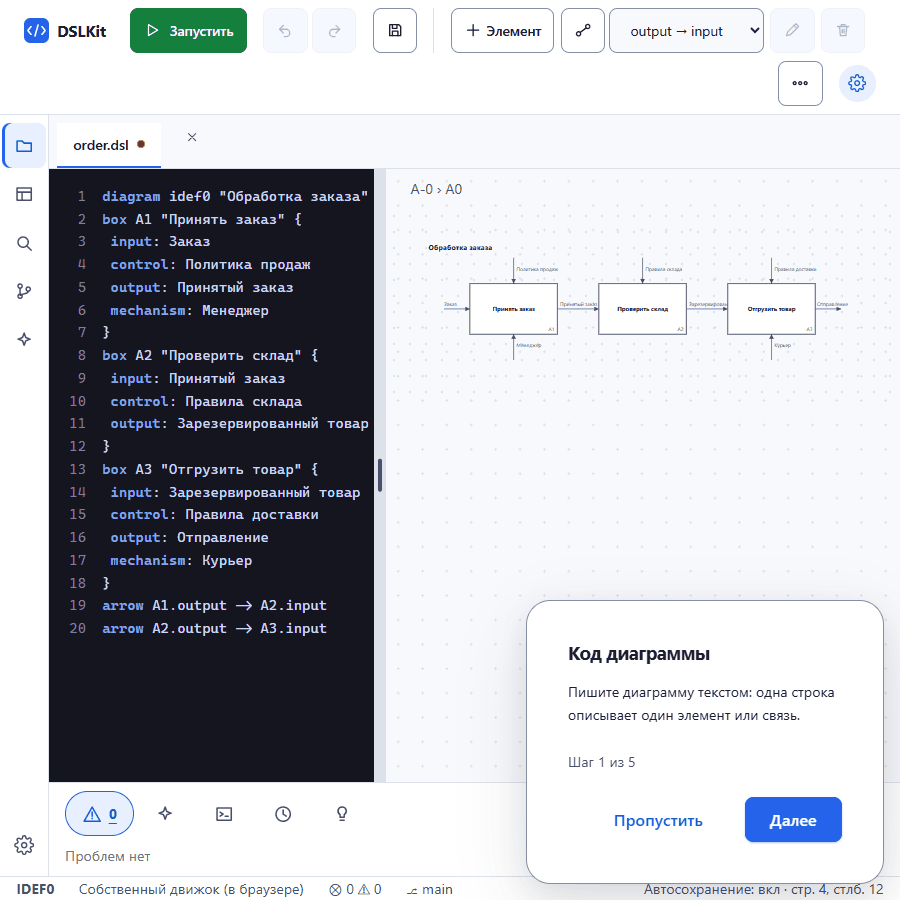 DSLKit
Запустить
Элемент
output → input
order.dsl
1 diagram idef0 "Обработка заказа"
2 box A1 "Принять заказ" {
3 input: Заказ
4 control: Политика продаж
5 output: Принятый заказ
6 mechanism: Менеджер
7 }
8 box A2 "Проверить склад" {
9 input: Принятый заказ
10 control: Правила склада
11 output: Зарезервированный товар
12 }
13 box A3 "Отгрузить товар" {
14 input: Зарезервированный товар
15 control: Правила доставки
16 output: Отправление
17 mechanism: Курьер
18 }
19 arrow A1.output —> A2.input
20 arrow A2.output —> A3.input
A-0 › A0
Обработка заказа
Политика продаж
Правила склада
Правила доставки
Заказ
Принятый заказ
Зарезервирован
Отправление
Принять заказ
Проверить склад
Отгрузить товар
A1
A2
A3
Менеджер
Курьер
Код диаграммы
Пишите диаграмму текстом: одна строка
описывает один элемент или связь.
Шаг 1 из 5
Пропустить
Далее
0
Проблем нет
IDEF0
Собственный движок (в браузере)
0
0
main
Автосохранение: вкл · стр. 4, стлб. 12